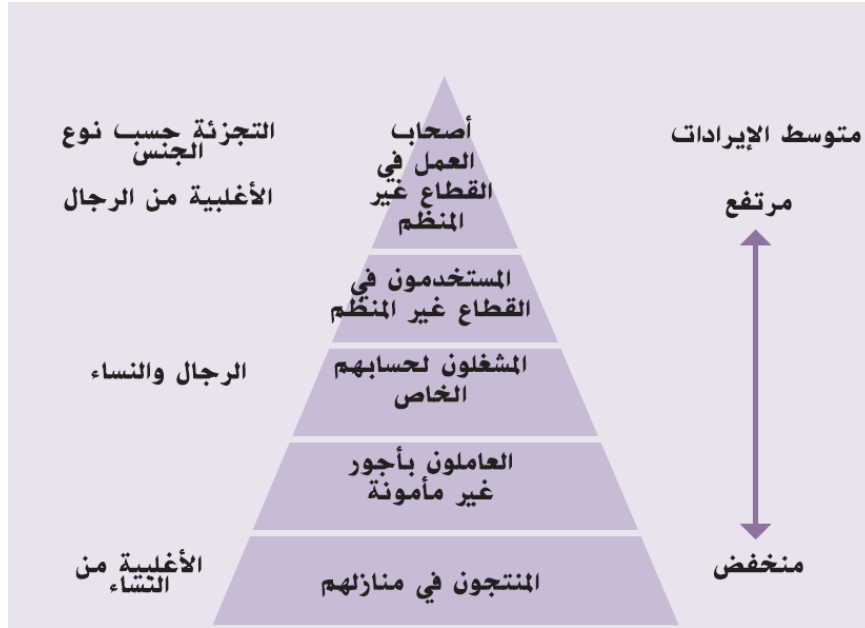 متوسط الإيرادات
مرتفع
منخفض
أصحاب
العمل في
القطاع غير
المنظم
المستخدمون في
القطاع غير المنظم
المشغلون لحسابهم
الخاص
العاملون بأجور
غير مأمونة
المنتجون في منازلهم
التجزئة حسب نوع
الجنس
الأغلبية من الرجال
الرجال والنساء
الأغلبية من
النساء